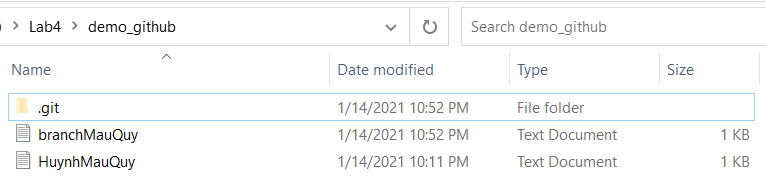 Lab4 > demo_github
Search demo_github
Name Date modified Type Size
.git 1/14/2021 10:52 PM File folder
branchMauQuy 1/14/2021 10:52 PM Text Document 1 KB
HuynhMauQuy 1/14/2021 10:11 PM Text Document 1 KB